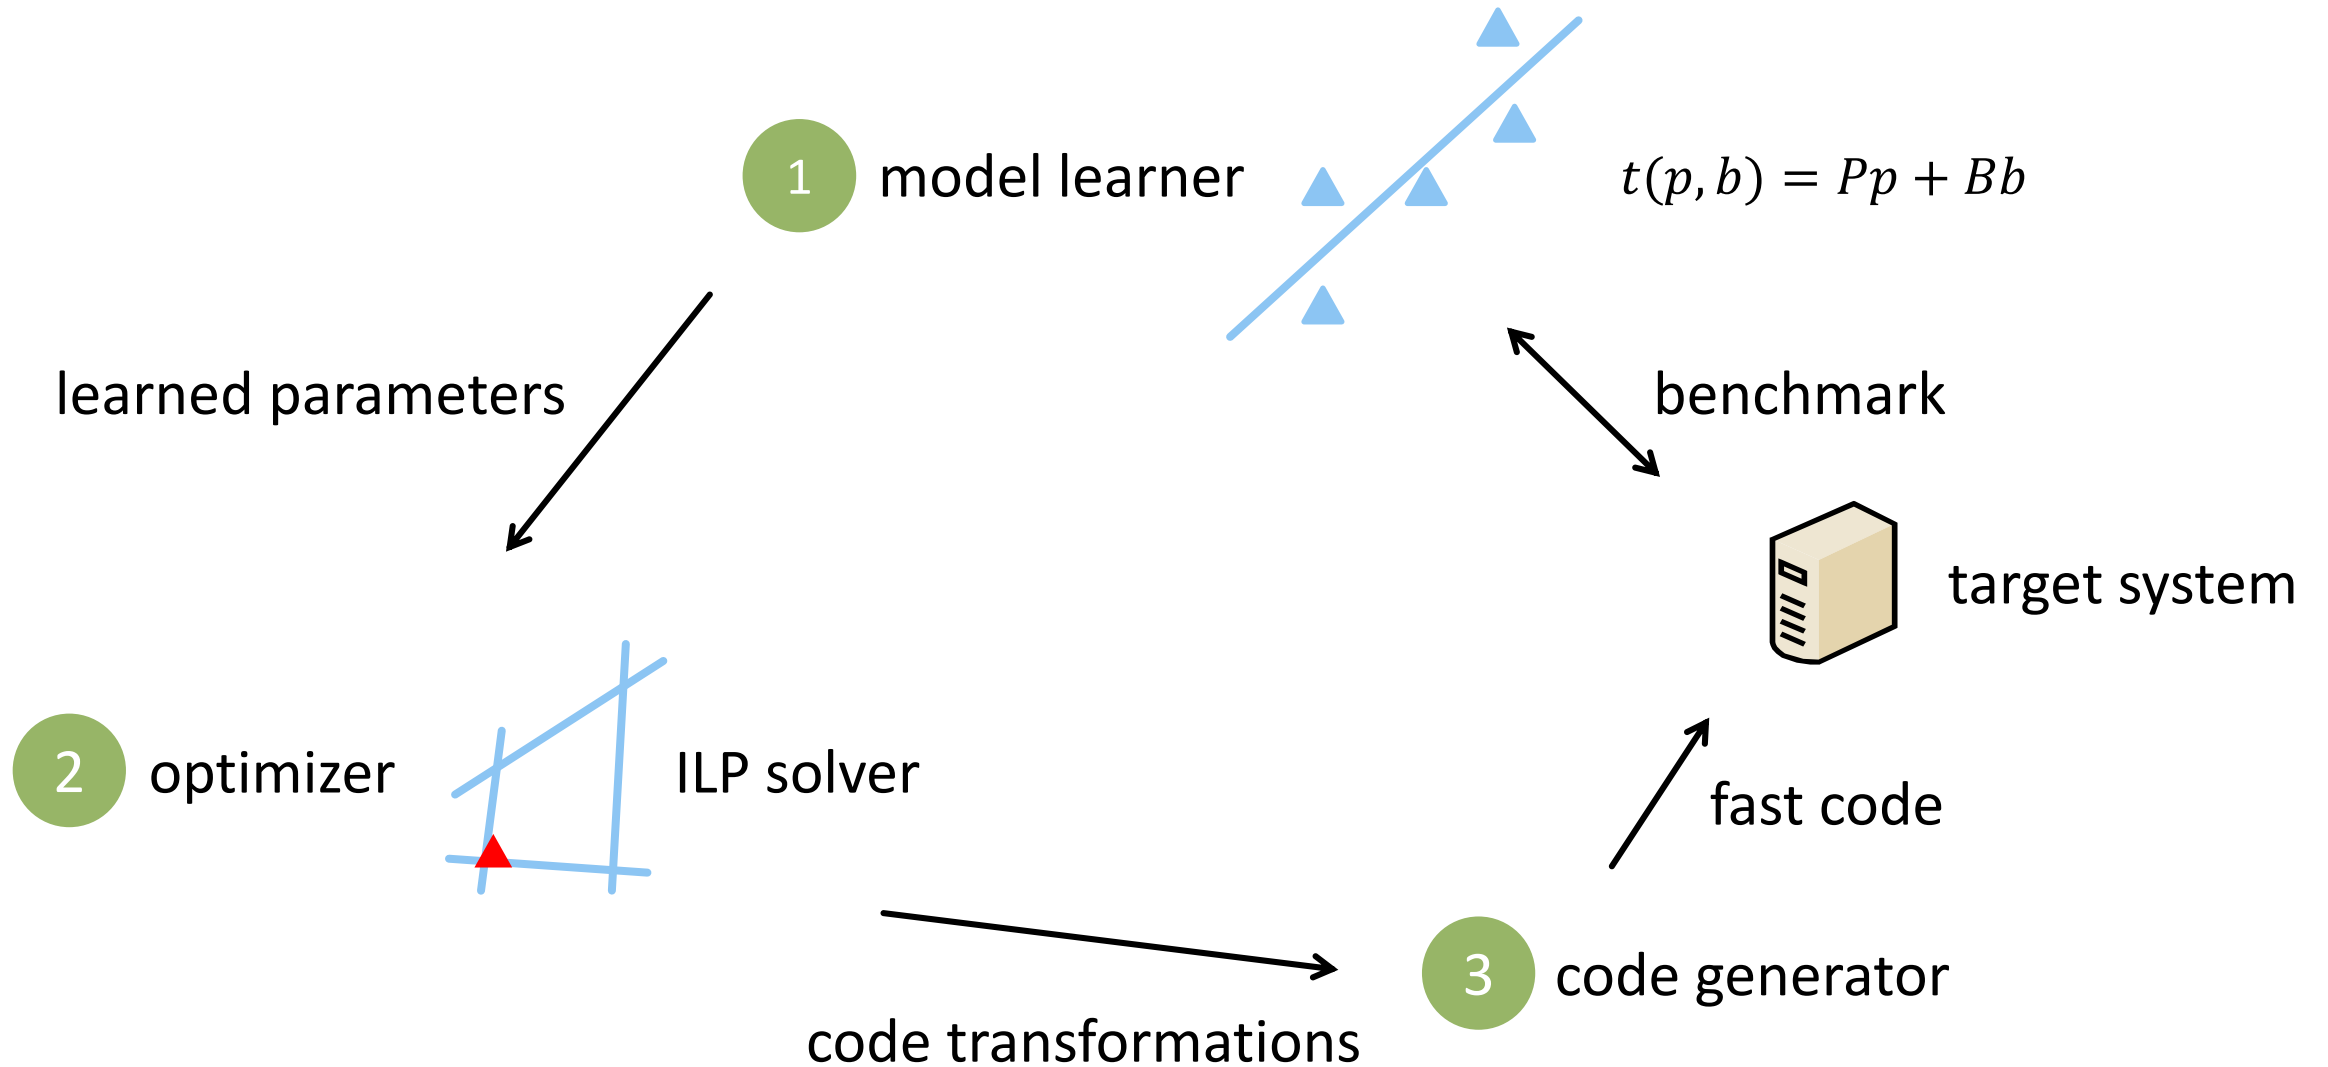 1 model learner
t(p, b) = Pp + Bb
learned parameters
benchmark
target system
2 optimizer
ILP solver
fast code
3 code generator
code transformations